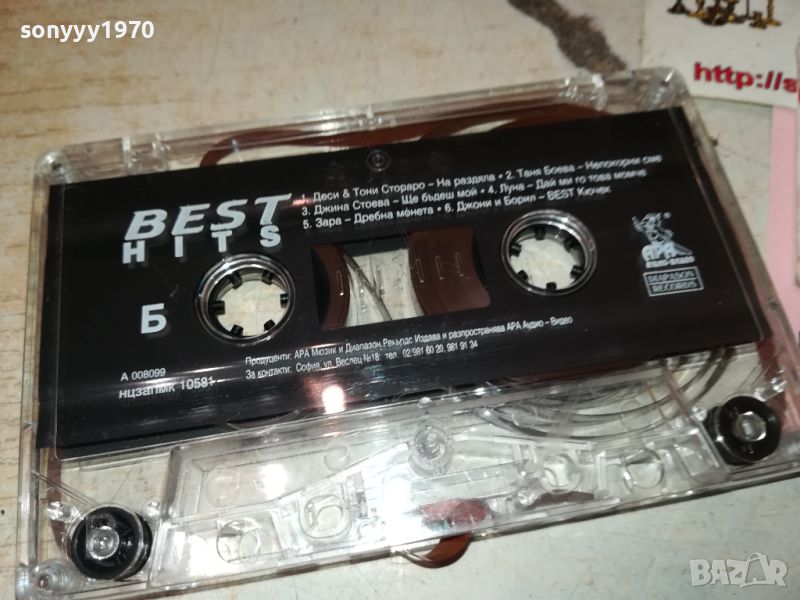 sonyyy1970
http://s
BEST
HITS
1. Деси & Тони Стораро – На раздяла • 2. Таня Боева – Непокорни сме
3. Джина Стоева – Ще бъдеш мой • 4. Луна – Дай ми го това момче
5. Зара – Дребна монета • 6. Джони и Борил – BEST Кючек
АРА
DIAPASON
RECORDS
Б
Продуценти: АРА Мюзик и Диапазон Рекърдс Издава и разпространява АРА Аудио – Видео
За контакти: София, ул. Веслец №18, тел. 02:981 60 20, 981 91 34
А 008099
НЦЗАПМК 10581
BAZAR